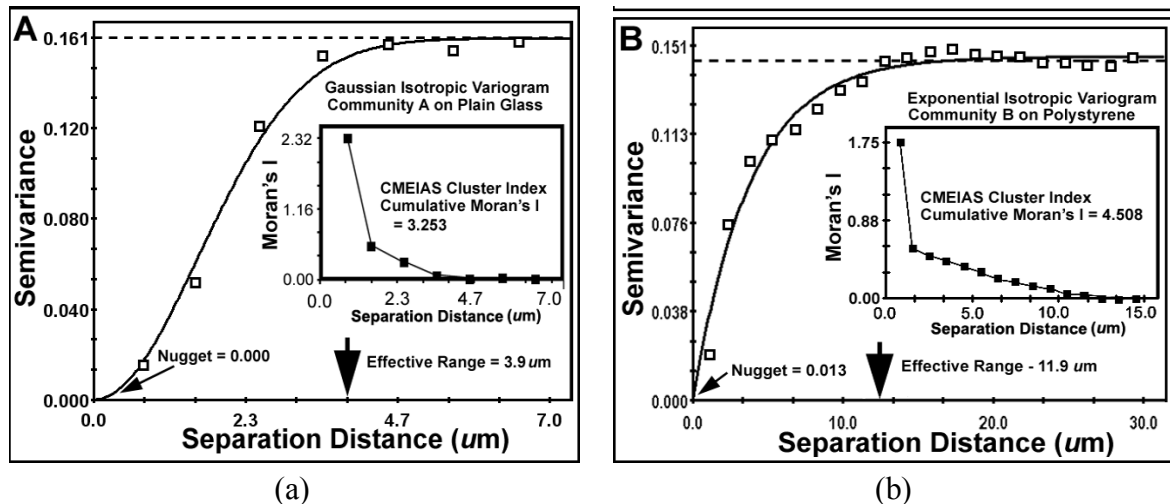 A
Semivariance
0.161
0.120
0.080
0.040
0.000
0.0 2.3 4.7 7.0
Separation Distance (um)
Gaussian Isotropic Variogram
Community A on Plain Glass
Moran's I
2.32
1.16
0.00
0.0 2.3 4.7 7.0
Separation Distance (um)
CMEIAS Cluster Index
Cumulative Moran's I
= 3.253
Nugget = 0.000
Effective Range = 3.9 um
(a)
B
Semivariance
0.151
0.113
0.076
0.038
0.000
0.0 10.0 20.0 30.0
Separation Distance (um)
Exponential Isotropic Variogram
Community B on Polystyrene
Moran's I
1.75
0.88
0.00
0.0 5.0 10.0 15.0
Separation Distance (um)
CMEIAS Cluster Index
Cumulative Moran's I = 4.508
Nugget = 0.013
Effective Range - 11.9 um
(b)